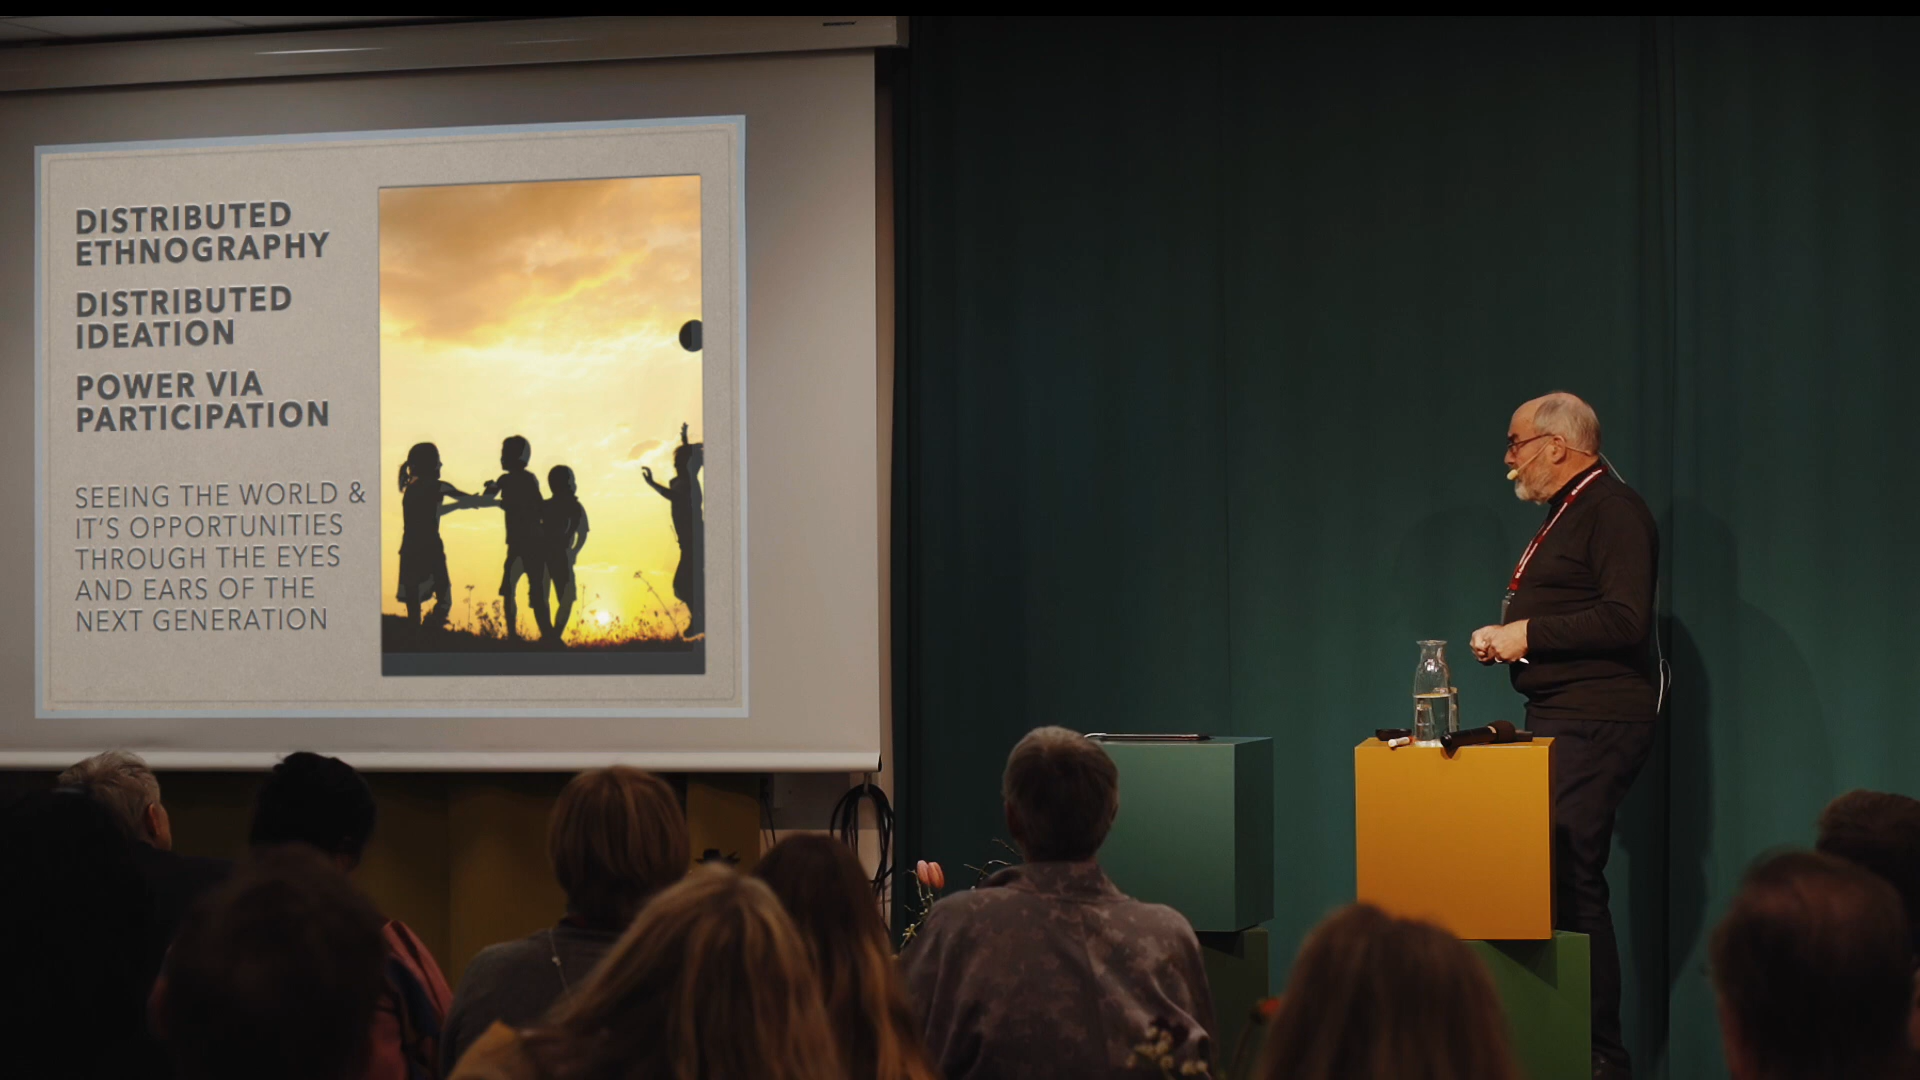 DISTRIBUTED
ETHNOGRAPHY
DISTRIBUTED
IDEATION
POWER VIA
PARTICIPATION
SEEING THE WORLD &
IT'S OPPORTUNITIES
THROUGH THE EYES
AND EARS OF THE
NEXT GENERATION